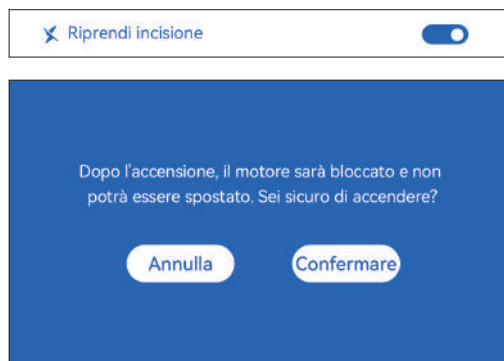 Riprendi incisione
Dopo l'accensione, il motore sarà bloccato e non
potrà essere spostato. Sei sicuro di accendere?
Annulla
Confermare